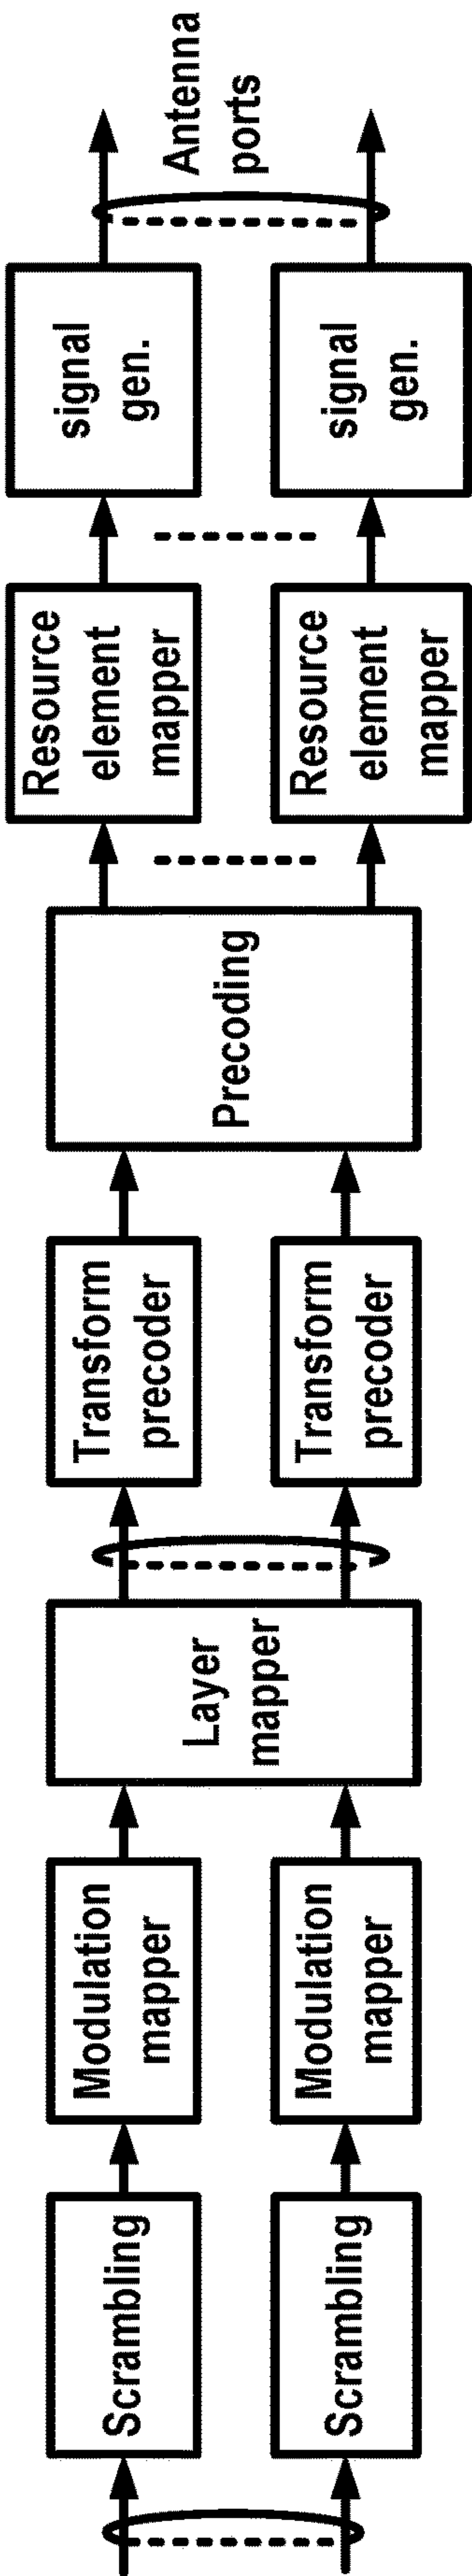 Scrambling
Modulation
mapper
Layer
mapper
Transform
precoder
Precoding
Resource
element
mapper
signal
gen.
Antenna
ports
Scrambling
Modulation
mapper
Transform
precoder
Resource
element
mapper
signal
gen.